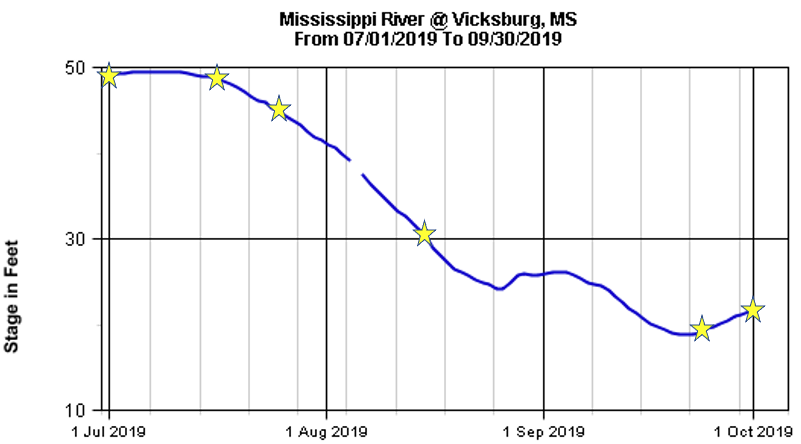 Mississippi River @ Vicksburg, MS
From 07/01/2019 To 09/30/2019
Stage in Feet
50
30
10
1 Jul 2019
1 Aug 2019
1 Sep 2019
1 Oct 2019